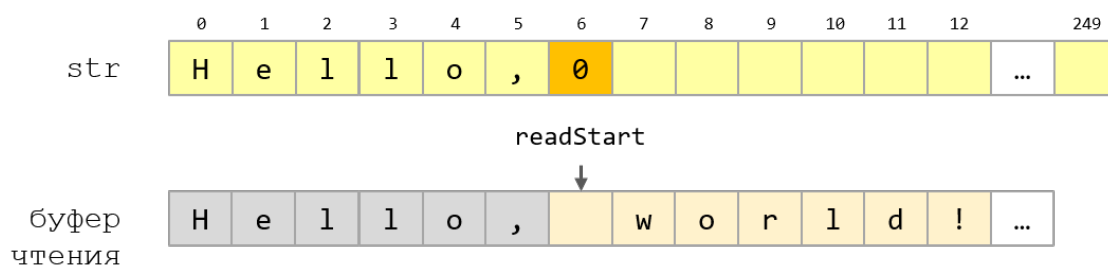 0 1 2 3 4 5 6 7 8 9 10 11 12 249
str H e l l o , 0 …
readStart
буфер чтения H e l l o , w o r l d ! …